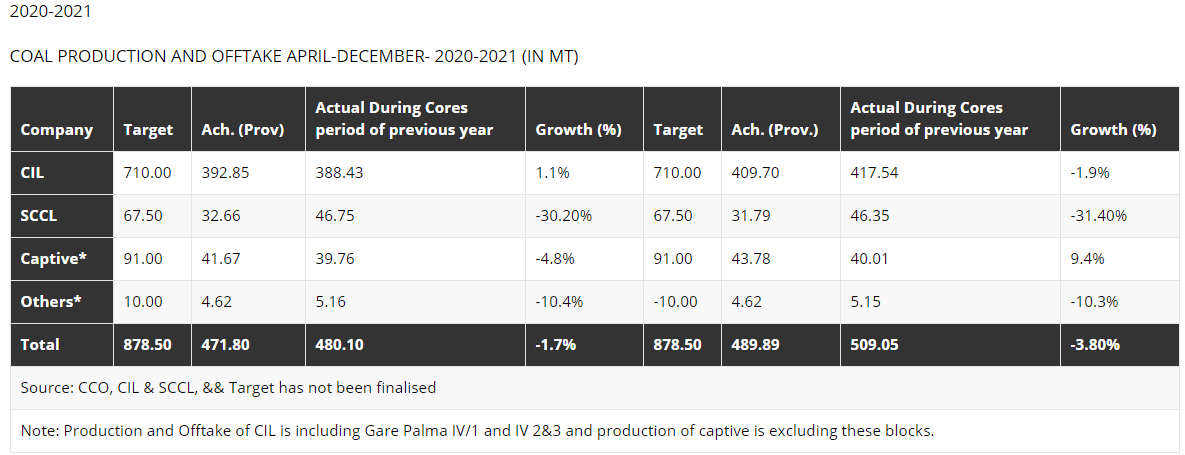 2020-2021
COAL PRODUCTION AND OFFTAKE APRIL-DECEMBER- 2020-2021 (IN MT)
Company Target Ach. (Prov) Actual During Cores period of previous year Growth (%) Target Ach. (Prov.) Actual During Cores period of previous year Growth (%)
CIL 710.00 392.85 388.43 1.1% 710.00 409.70 417.54 -1.9%
SCCL 67.50 32.66 46.75 -30.20% 67.50 31.79 46.35 -31.40%
Captive* 91.00 41.67 39.76 -4.8% 91.00 43.78 40.01 9.4%
Others* 10.00 4.62 5.16 -10.4% -10.00 4.62 5.15 -10.3%
Total 878.50 471.80 480.10 -1.7% 878.50 489.89 509.05 -3.80%
Source: CCO, CIL & SCCL, && Target has not been finalised
Note: Production and Offtake of CIL is including Gare Palma IV/1 and IV 2&3 and production of captive is excluding these blocks.